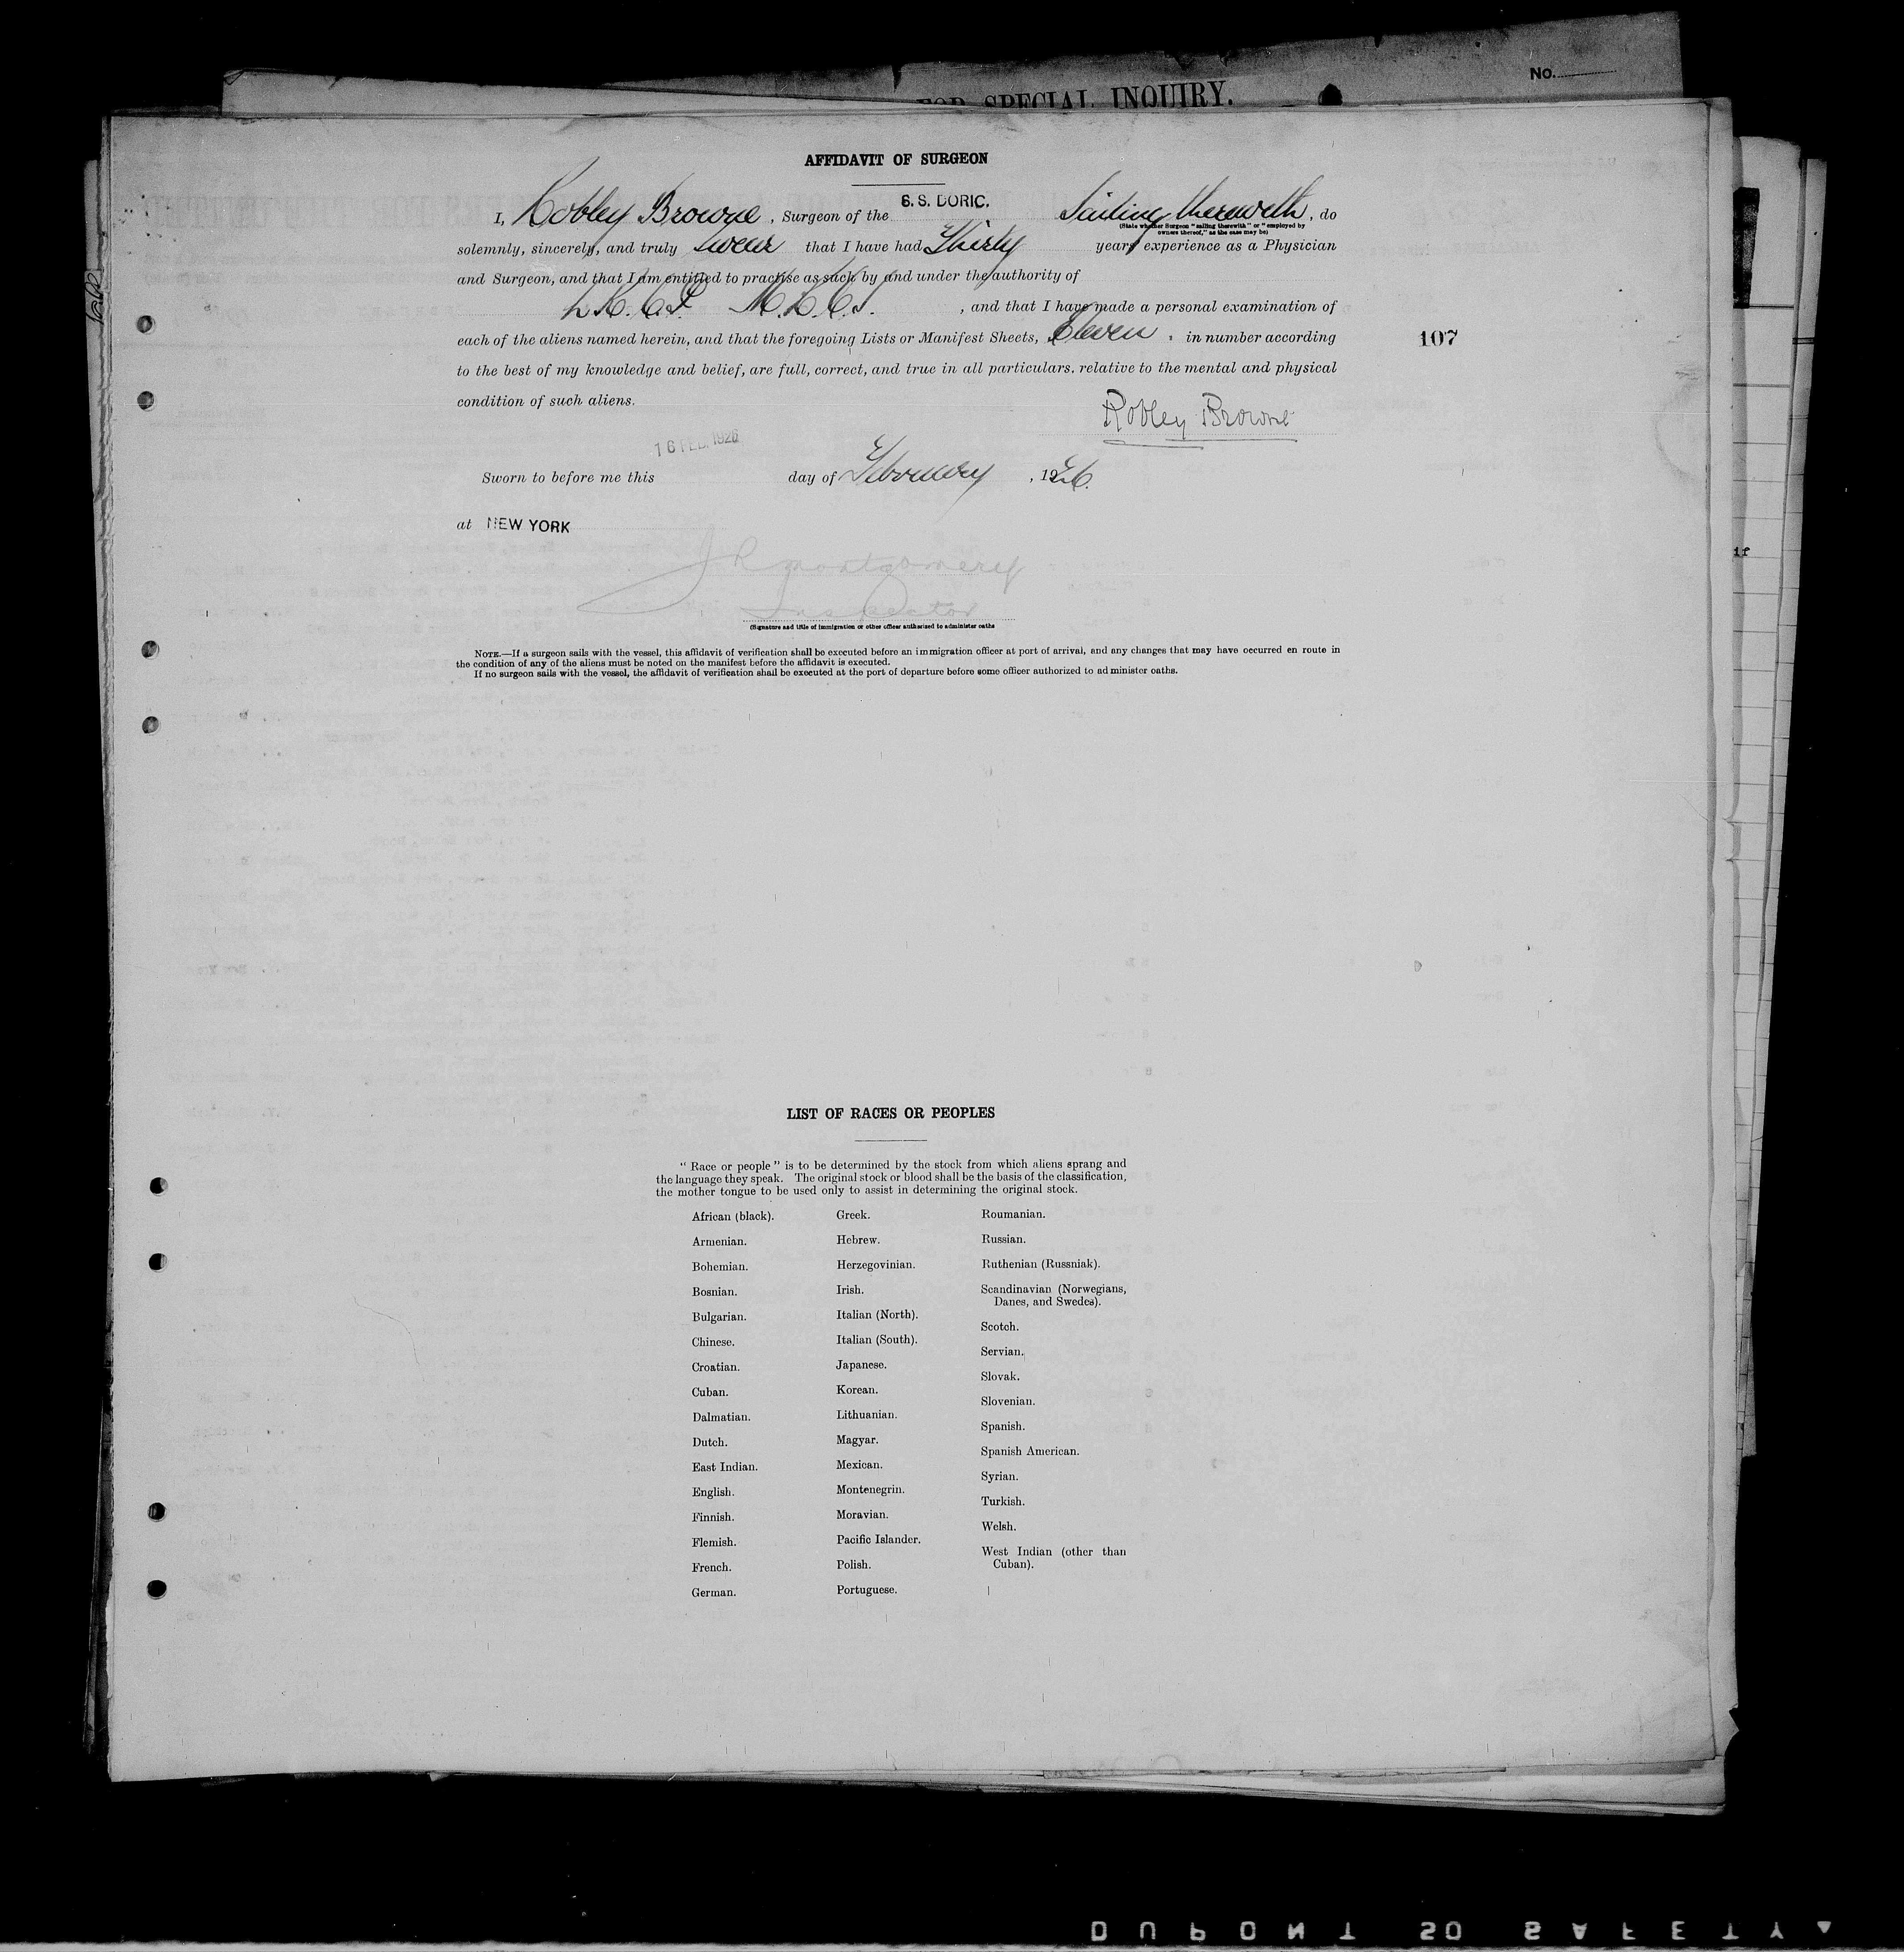 No.
FOR SPECIAL INQUIRY.
AFFIDAVIT OF SURGEON
I, Robley Browne, Surgeon of the S. S. DORIC. Sailing therewith, do
(State whether Surgeon "sailing therewith" or "employed by
owners thereof," as the case may be)
solemnly, sincerely, and truly swear that I have had Thirty years' experience as a Physician
and Surgeon, and that I am entitled to practise as such by and under the authority of
L.R.C.P. M.R.C.S. , and that I have made a personal examination of
each of the aliens named herein, and that the foregoing Lists or Manifest Sheets, Eleven, in number according
107
to the best of my knowledge and belief, are full, correct, and true in all particulars, relative to the mental and physical
condition of such aliens.
Robley Browne
16 FEB. 1926
Sworn to before me this day of February, 1926.
at NEW YORK
J R Montgomery
Inspector
(Signature and title of immigration or other officer authorised to administer oaths
NOTE.—If a surgeon sails with the vessel, this affidavit of verification shall be executed before an immigration officer at port of arrival, and any changes that may have occurred en route in
the condition of any of the aliens must be noted on the manifest before the affidavit is executed.
If no surgeon sails with the vessel, the affidavit of verification shall be executed at the port of departure before some officer authorized to administer oaths.
LIST OF RACES OR PEOPLES
"Race or people" is to be determined by the stock from which aliens sprang and
the language they speak. The original stock or blood shall be the basis of the classification,
the mother tongue to be used only to assist in determining the original stock.
African (black).
Armenian.
Bohemian.
Bosnian.
Bulgarian.
Chinese.
Croatian.
Cuban.
Dalmatian.
Dutch.
East Indian.
English.
Finnish.
Flemish.
French.
German.
Greek.
Hebrew.
Herzegovinian.
Irish.
Italian (North).
Italian (South).
Japanese.
Korean.
Lithuanian.
Magyar.
Mexican.
Montenegrin.
Moravian.
Pacific Islander.
Polish.
Portuguese.
Roumanian.
Russian.
Ruthenian (Russniak).
Scandinavian (Norwegians,
Danes, and Swedes).
Scotch.
Servian.
Slovak.
Slovenian.
Spanish.
Spanish American.
Syrian.
Turkish.
Welsh.
West Indian (other than
Cuban).
DUPONT SO SAFETY